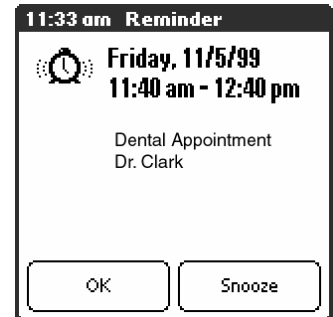 11:33 am Reminder
Friday, 11/5/99
11:40 am - 12:40 pm
Dental Appointment
Dr. Clark
OK Snooze